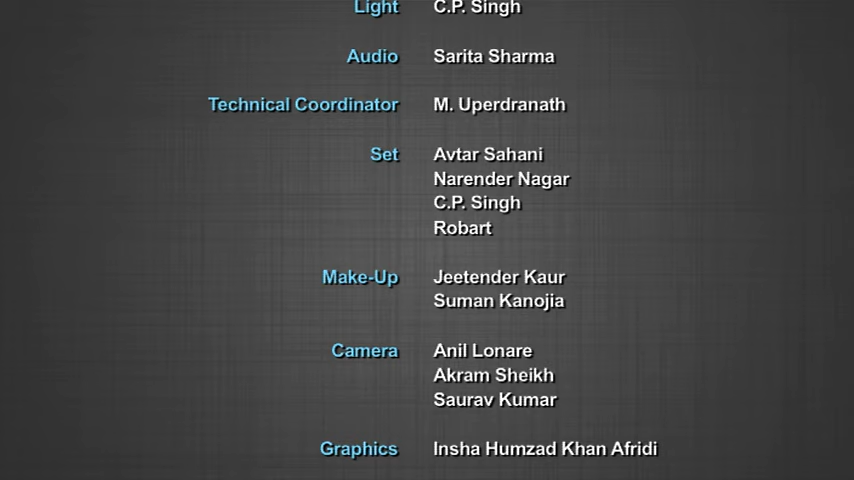 Light C.P. Singh
Audio Sarita Sharma
Technical Coordinator M. Uperdranath
Set Avtar Sahani
Narender Nagar
C.P. Singh
Robart
Make-Up Jeetender Kaur
Suman Kanojia
Camera Anil Lonare
Akram Sheikh
Saurav Kumar
Graphics Insha Humzad Khan Afridi